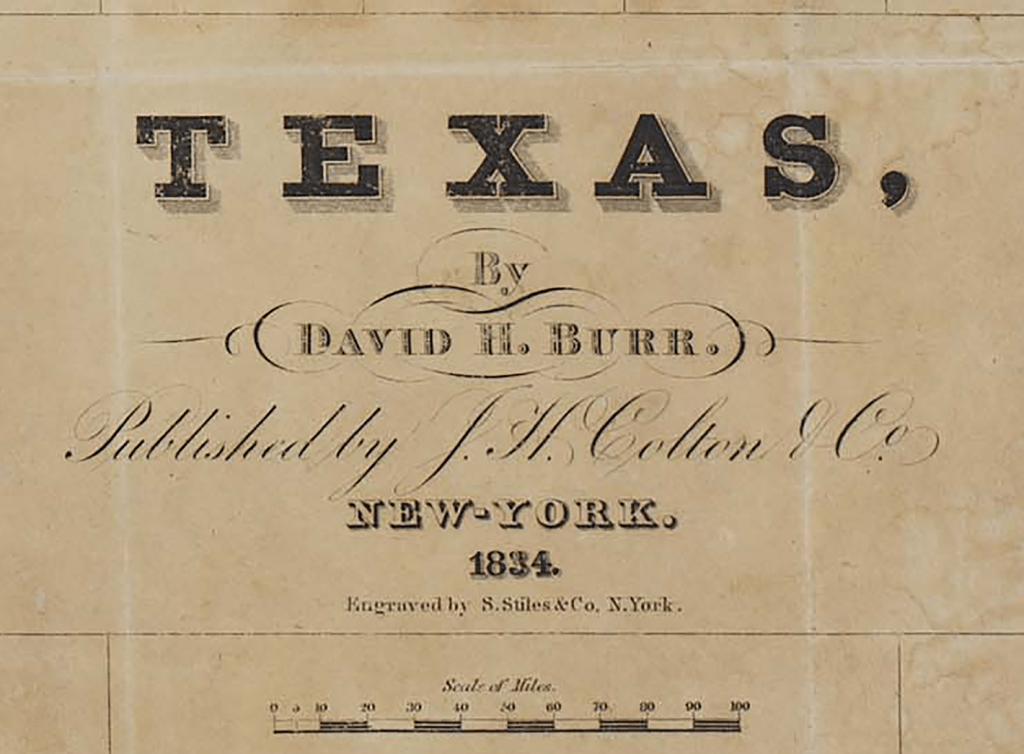 TEXAS,
By
DAVID H. BURR.
Published by J. H. Colton & Co.
NEW-YORK.
1834.
Engraved by S. Stiles & Co, N. York.
Scale of Miles.
0 5 10 20 30 40 50 60 70 80 90 100